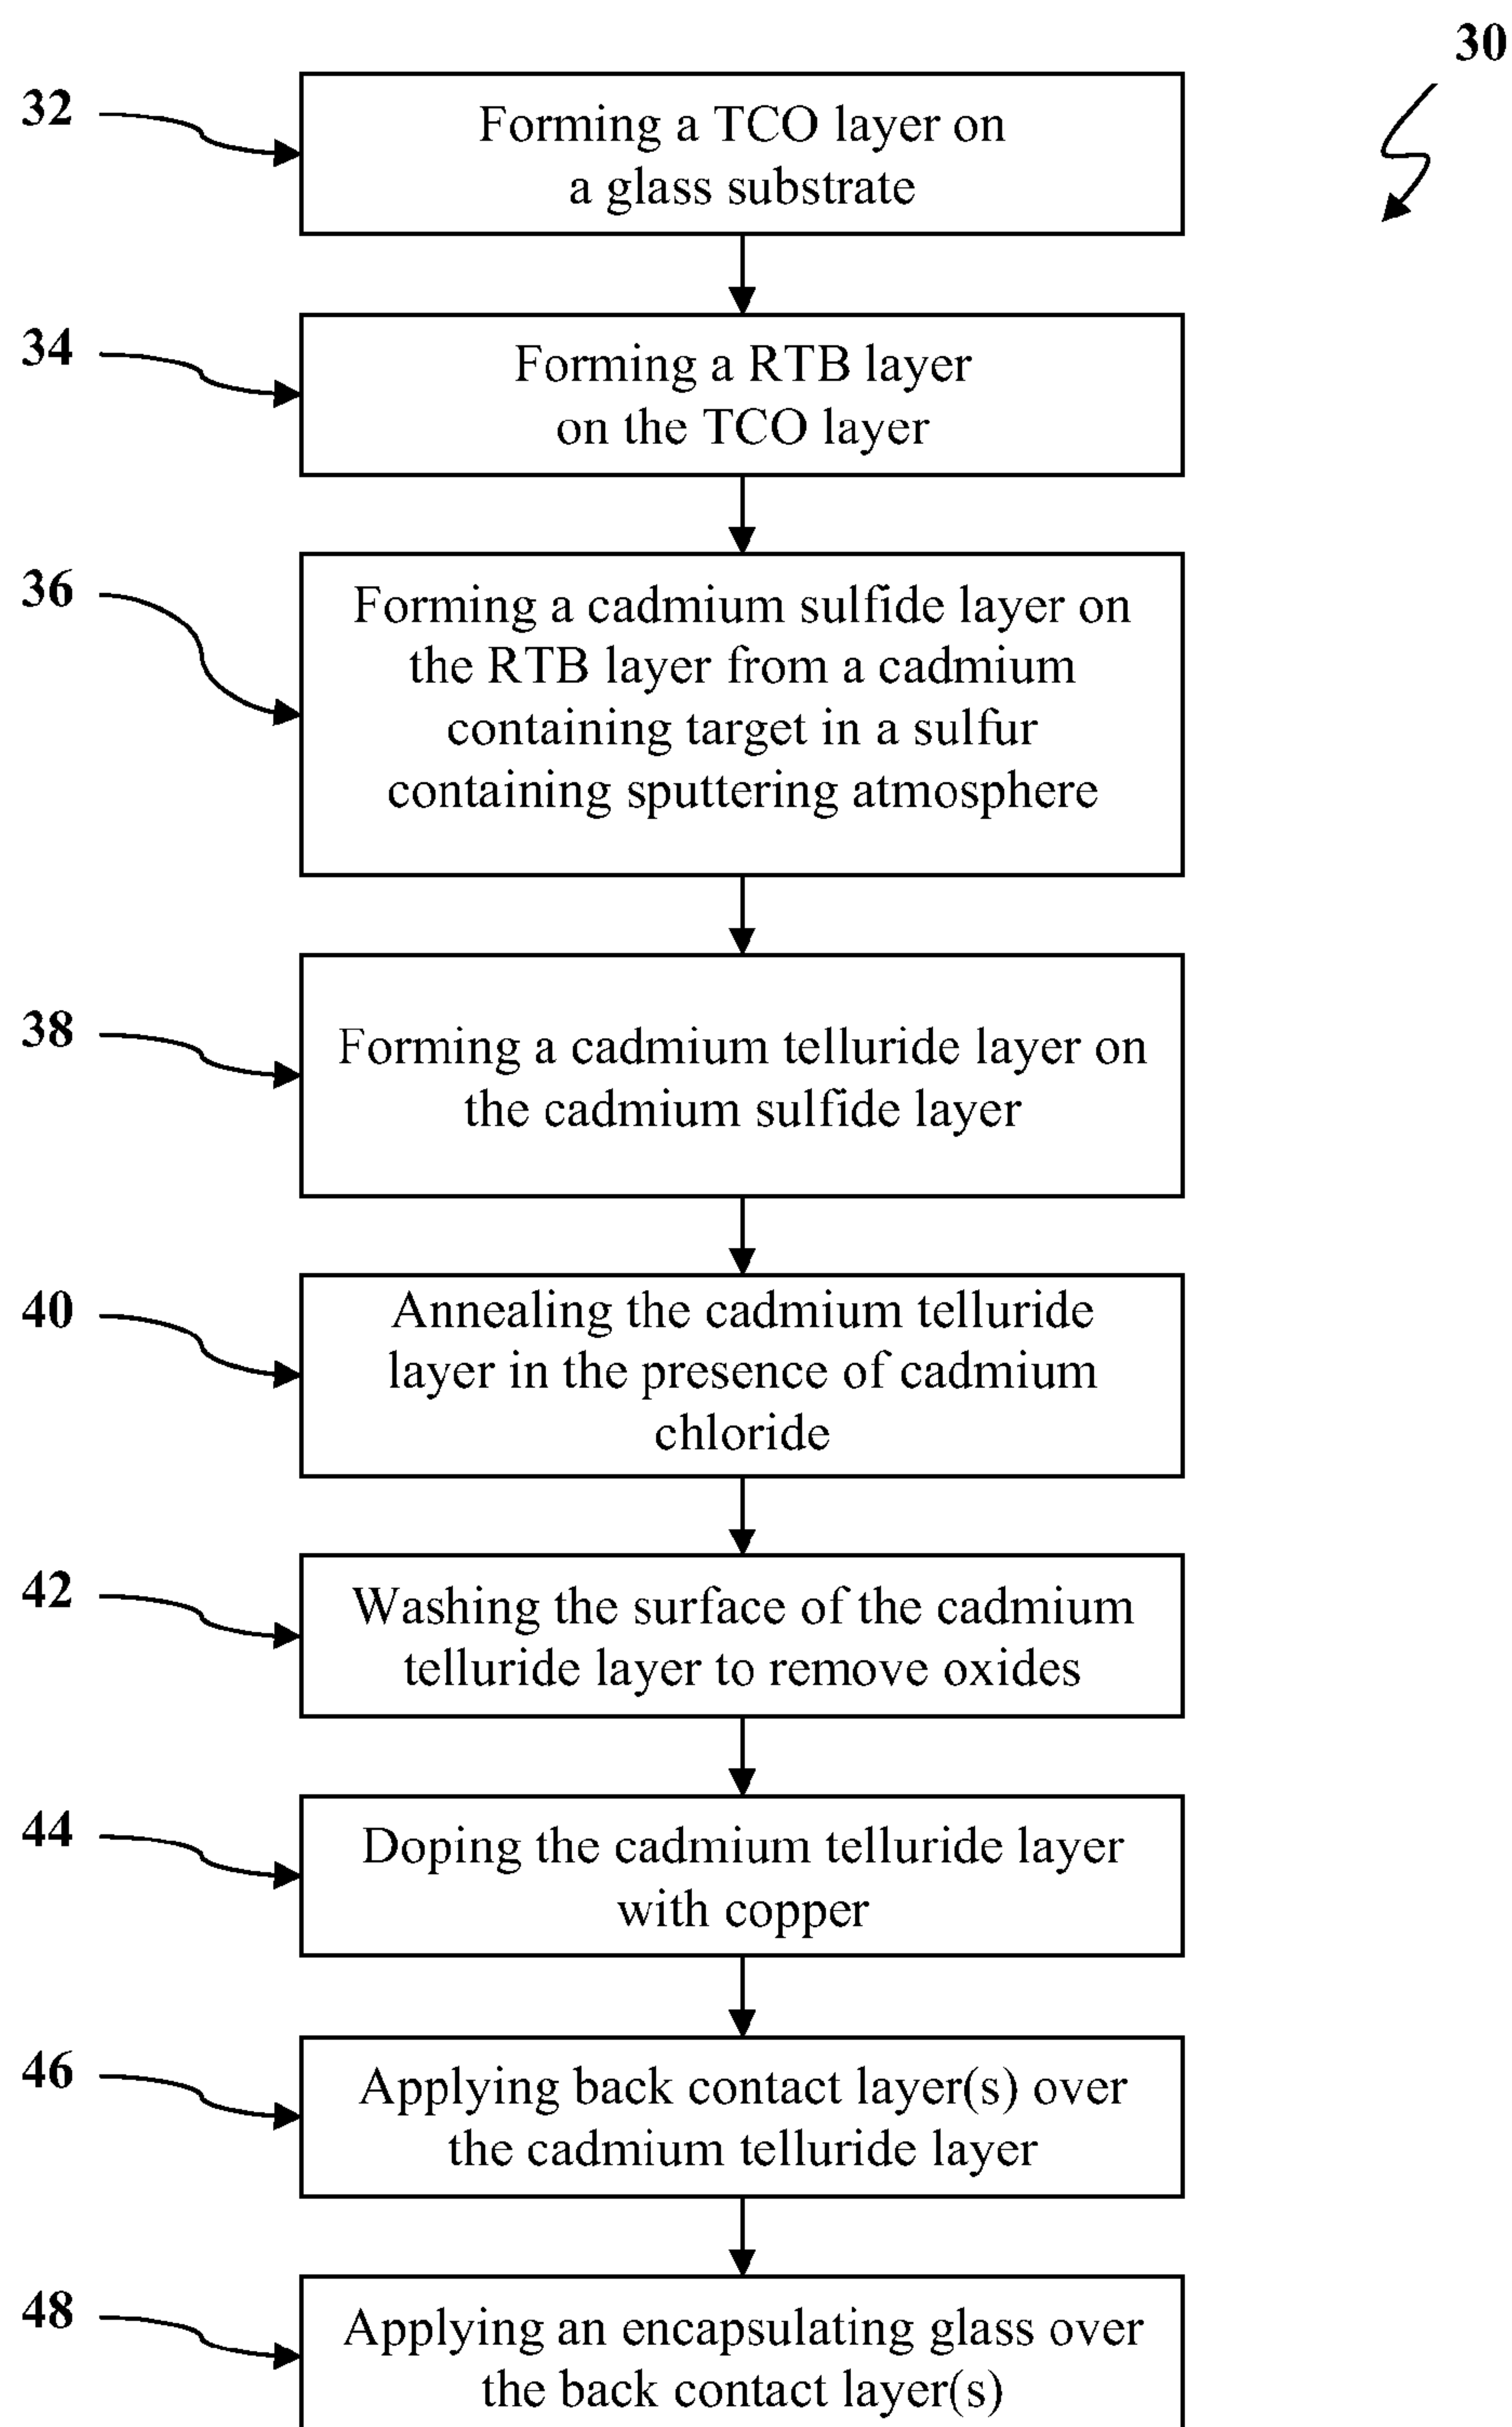 30
32
Forming a TCO layer on
a glass substrate
34
Forming a RTB layer
on the TCO layer
36
Forming a cadmium sulfide layer on
the RTB layer from a cadmium
containing target in a sulfur
containing sputtering atmosphere
38
Forming a cadmium telluride layer on
the cadmium sulfide layer
40
Annealing the cadmium telluride
layer in the presence of cadmium
chloride
42
Washing the surface of the cadmium
telluride layer to remove oxides
44
Doping the cadmium telluride layer
with copper
46
Applying back contact layer(s) over
the cadmium telluride layer
48
Applying an encapsulating glass over
the back contact layer(s)